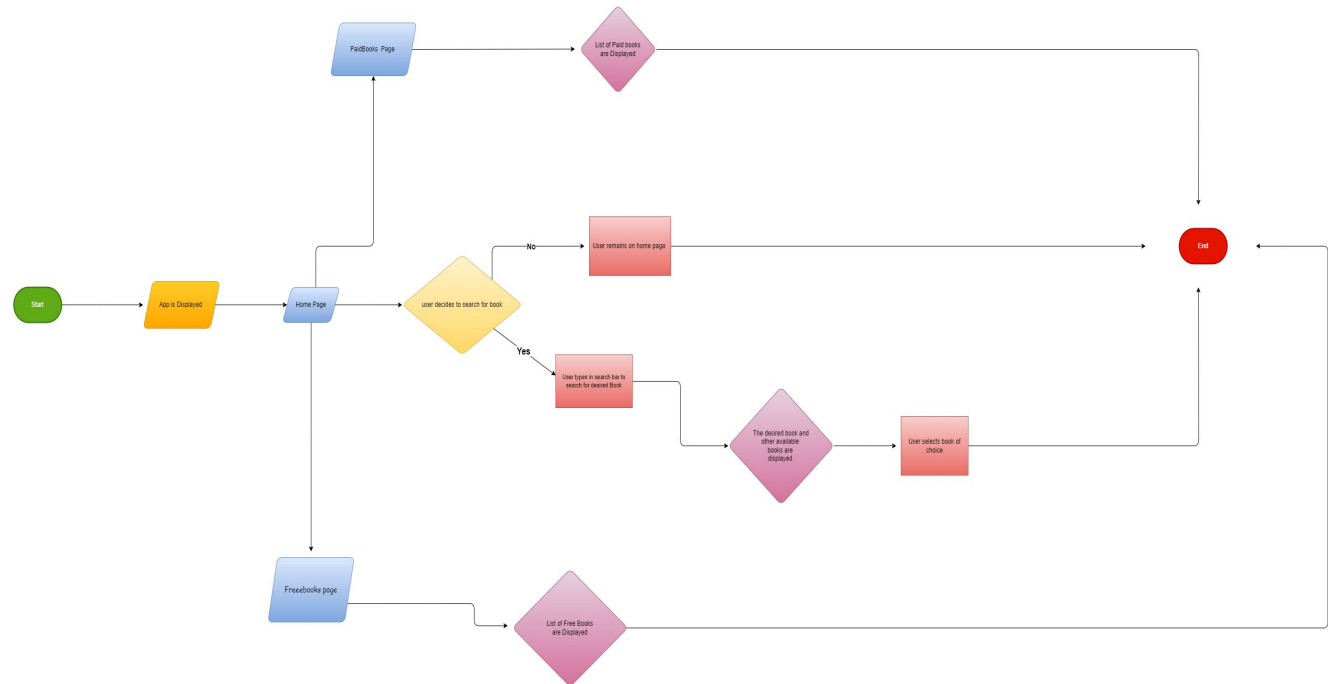 PaidBooks Page
List of Paid books
are Displayed
No
User remains on home page
End
Start
App is Displayed
Home Page
user decides to search for book
Yes
User types in search bar to
search for desired Book
The desired book and
other available
books are
displayed
User selects book of
choice
Freeebooks page
List of Free Books
are Displayed